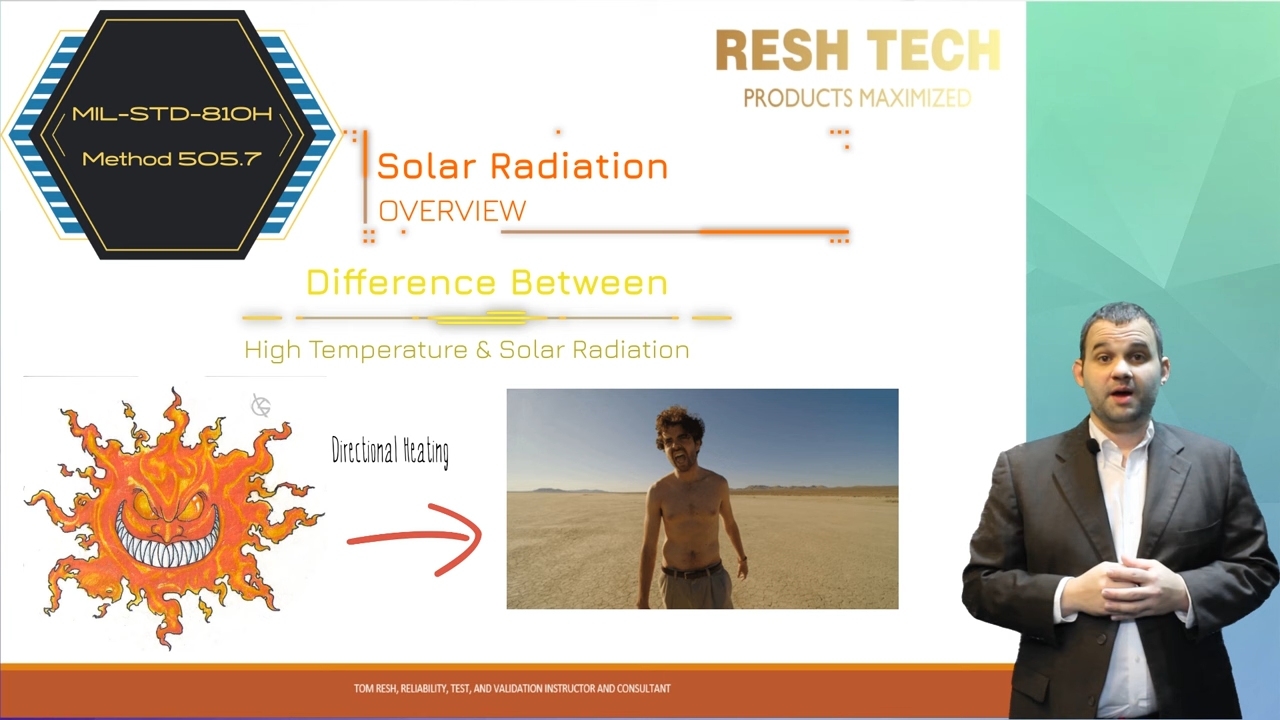 MIL-STD-810H
Method 505.7
RESH TECH
PRODUCTS MAXIMIZED
Solar Radiation
OVERVIEW
Difference Between
High Temperature & Solar Radiation
Directional Heating
TOM RESH, RELIABILITY, TEST, AND VALIDATION INSTRUCTOR AND CONSULTANT